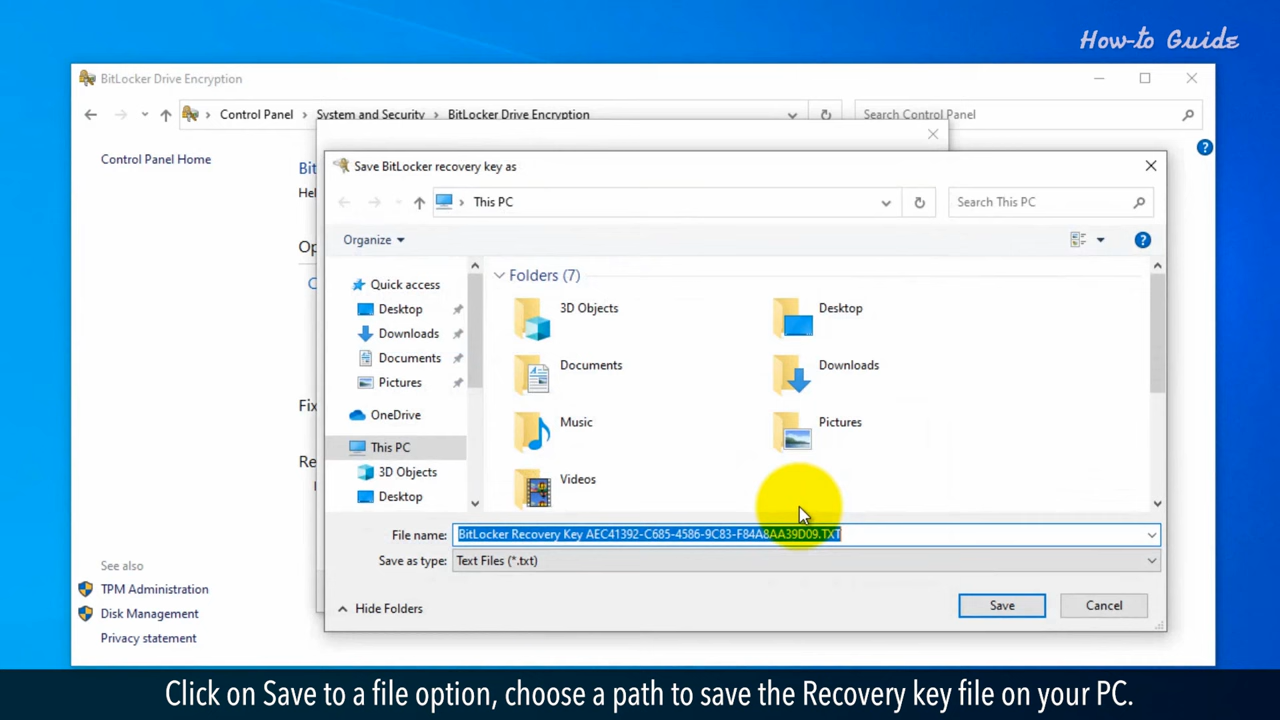 How-to Guide
BitLocker Drive Encryption
Control Panel › System and Security › BitLocker Drive Encryption
Search Control Panel
Control Panel Home
Bit
Hel
Op
C
Fix
Re
See also
TPM Administration
Disk Management
Privacy statement
Save BitLocker recovery key as
This PC
Search This PC
Organize
Quick access
Desktop
Downloads
Documents
Pictures
OneDrive
This PC
3D Objects
Desktop
Folders (7)
3D Objects
Desktop
Documents
Downloads
Music
Pictures
Videos
File name: BitLocker Recovery Key AEC41392-C685-4586-9C83-F84A8AA39D09.TXT
Save as type: Text Files (*.txt)
Hide Folders
Save
Cancel
Click on Save to a file option, choose a path to save the Recovery key file on your PC.